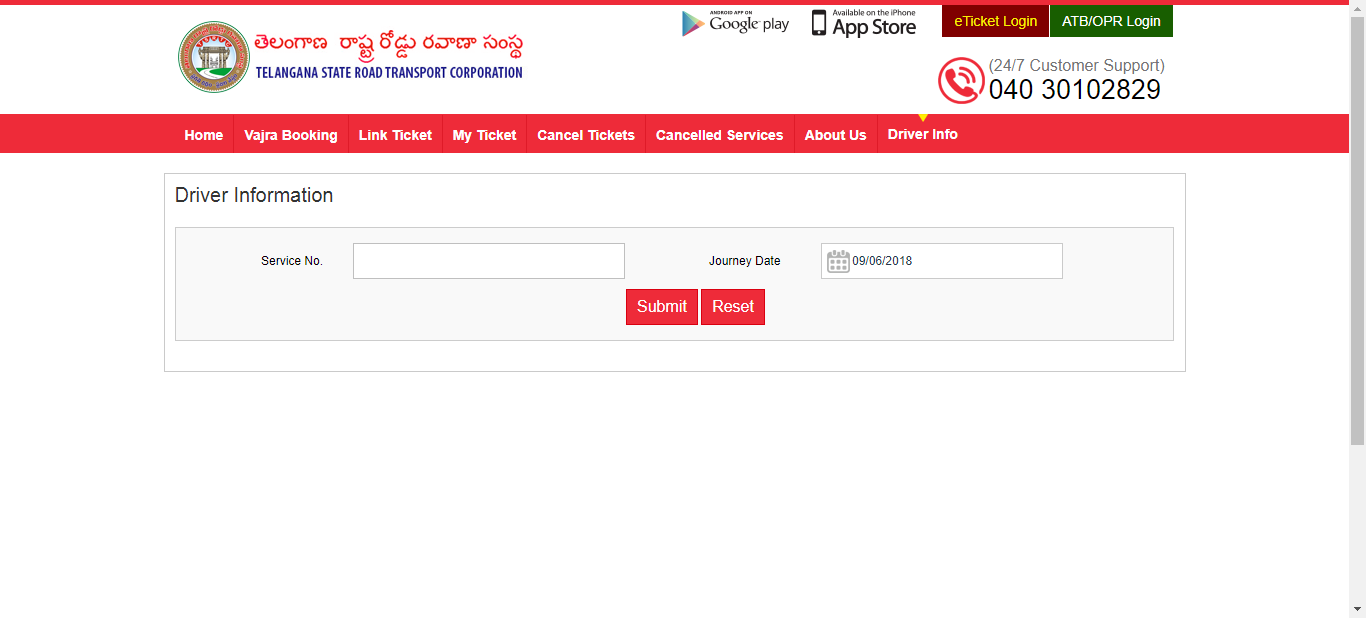 ANDROID APP ON
Google play
Available on the iPhone
App Store
eTicket Login
ATB/OPR Login
తెలంగాణ రాష్ట్ర రోడ్డు రవాణా సంస్థ
TELANGANA STATE ROAD TRANSPORT CORPORATION
(24/7 Customer Support)
040 30102829
Home
Vajra Booking
Link Ticket
My Ticket
Cancel Tickets
Cancelled Services
About Us
Driver Info
Driver Information
Service No.
Journey Date
09/06/2018
Submit
Reset